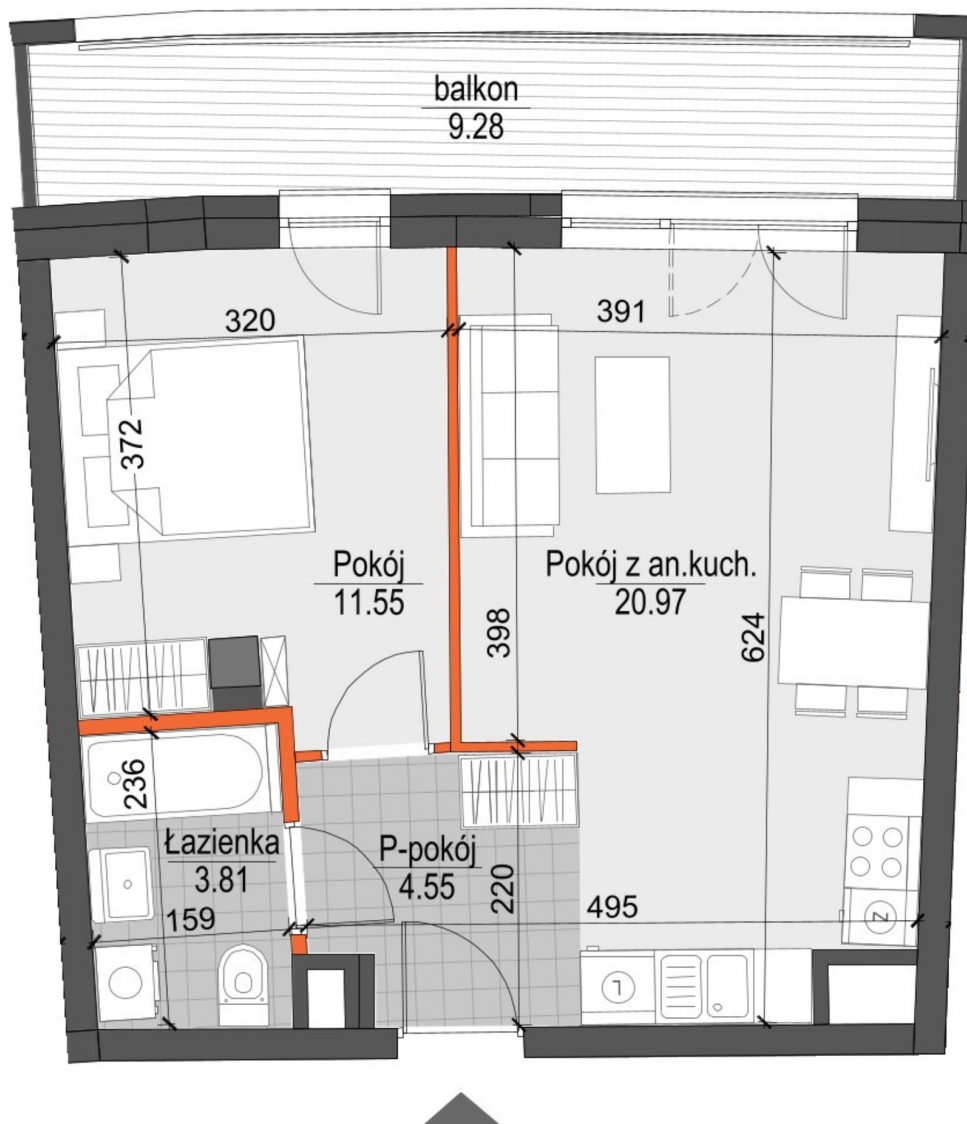 balkon
9.28
320
391
372
Pokój
11.55
Pokój z an.kuch.
20.97
398
624
236
Łazienka
3.81
P-pokój
4.55
220
159
495
Z
L